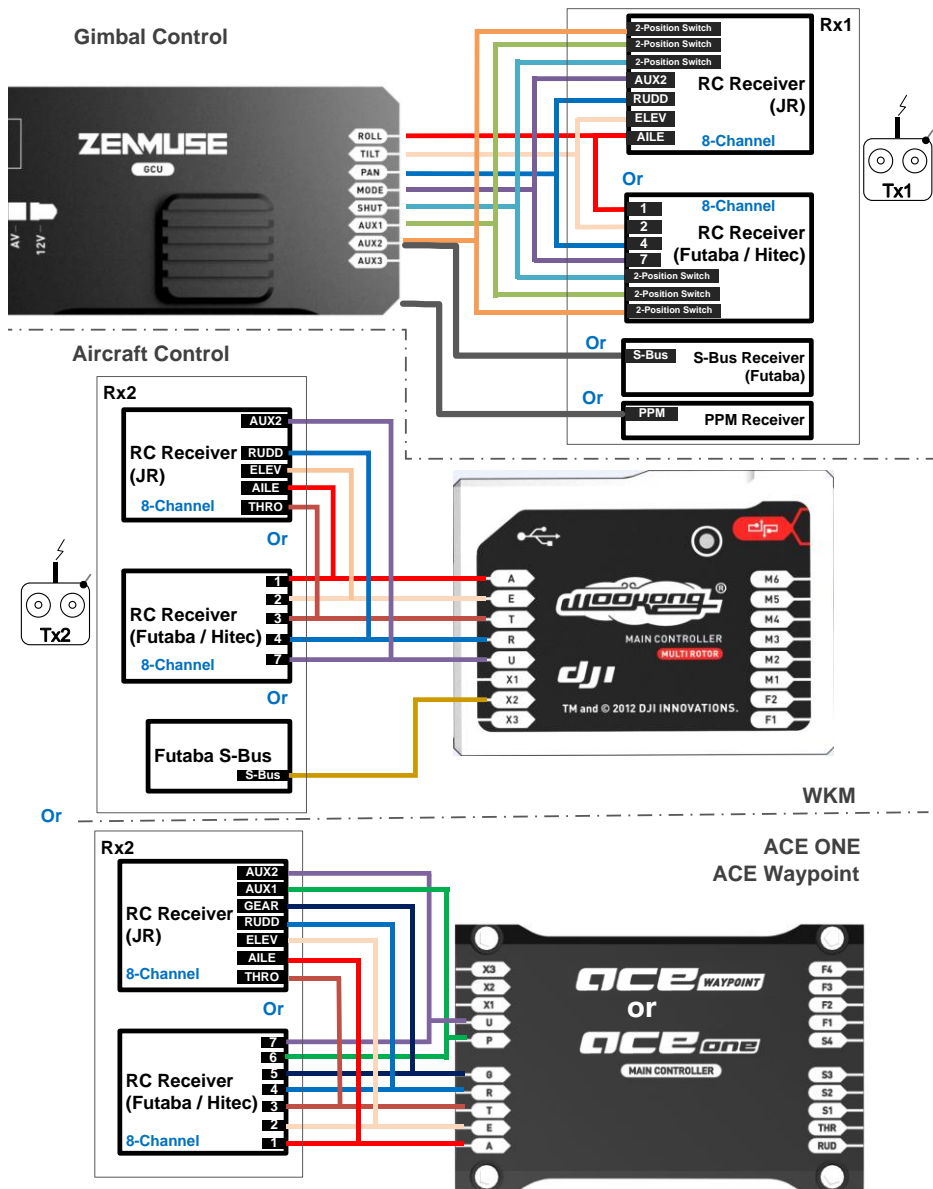 Gimbal Control
ZENMUSE
GCU
AV
12V
ROLL
TILT
PAN
MODE
SHUT
AUX1
AUX2
AUX3
Rx1
2-Position Switch
2-Position Switch
2-Position Switch
AUX2
RUDD
ELEV
AILE
RC Receiver
(JR)
8-Channel
Tx1
Or
8-Channel
1
2
4
7
RC Receiver
(Futaba / Hitec)
2-Position Switch
2-Position Switch
2-Position Switch
Or
S-Bus
S-Bus Receiver
(Futaba)
Or
PPM
PPM Receiver
Aircraft Control
Rx2
AUX2
RUDD
ELEV
AILE
THRO
RC Receiver
(JR)
8-Channel
Or
Tx2
1
2
3
4
7
RC Receiver
(Futaba / Hitec)
8-Channel
Or
Futaba S-Bus
S-Bus
A
E
T
R
U
X1
X2
X3
WooKong®
MAIN CONTROLLER
MULTI ROTOR
dji
TM and © 2012 DJI INNOVATIONS.
M6
M5
M4
M3
M2
M1
F2
F1
WKM
Or
Rx2
AUX2
AUX1
GEAR
RUDD
ELEV
AILE
THRO
RC Receiver
(JR)
8-Channel
Or
7
6
5
4
3
2
1
RC Receiver
(Futaba / Hitec)
8-Channel
ACE ONE
ACE Waypoint
X3
X2
X1
U
P
G
R
T
E
A
ace WAYPOINT
or
ace one
MAIN CONTROLLER
F4
F3
F2
F1
S4
S3
S2
S1
THR
RUD